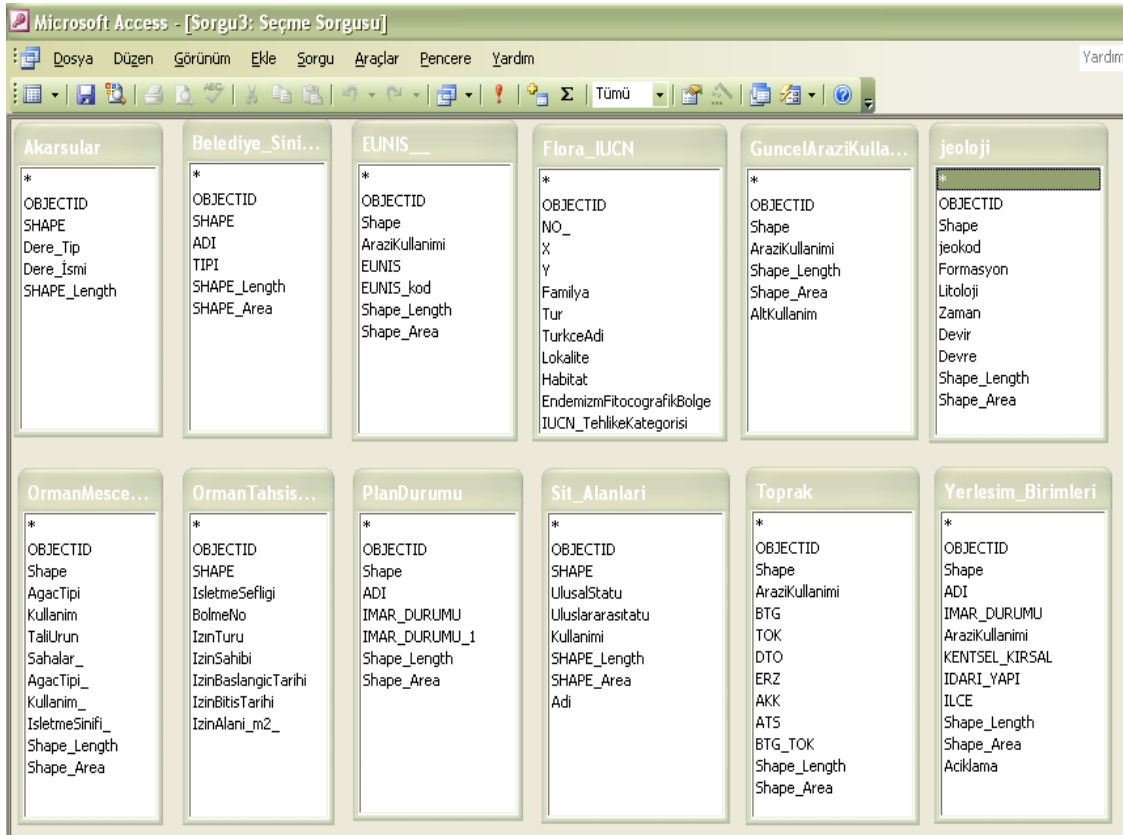 Microsoft Access - [Sorgu3: Seçme Sorgusu]
Dosya Düzen Görünüm Ekle Sorgu Araçlar Pencere Yardım Yardım
ABC Σ Tümü
Akarsular
*
OBJECTID
SHAPE
Dere_Tip
Dere_İsmi
SHAPE_Length
Belediye_Sini...
*
OBJECTID
SHAPE
ADI
TIPI
SHAPE_Length
SHAPE_Area
EUNIS__
*
OBJECTID
Shape
AraziKullanimi
EUNIS
EUNIS_kod
Shape_Length
Shape_Area
Flora_IUCN
*
OBJECTID
NO_
X
Y
Familya
Tur
TurkceAdi
Lokalite
Habitat
EndemizmFitocografikBolge
IUCN_TehlikeKategorisi
GuncelAraziKulla...
*
OBJECTID
Shape
AraziKullanimi
Shape_Length
Shape_Area
AltKullanim
jeoloji
*
OBJECTID
Shape
jeokod
Formasyon
Litoloji
Zaman
Devir
Devre
Shape_Length
Shape_Area
OrmanMesce...
*
OBJECTID
Shape
AgacTipi
Kullanim
TaliUrun
Sahalar_
AgacTipi_
Kullanim_
IsletmeSinifi_
Shape_Length
Shape_Area
OrmanTahsis...
*
OBJECTID
SHAPE
IsletmeSefligi
BolmeNo
IzınTuru
IzinSahibi
IzinBaslangicTarihi
IzinBitisTarihi
IzinAlani_m2_
PlanDurumu
*
OBJECTID
Shape
ADI
IMAR_DURUMU
IMAR_DURUMU_1
Shape_Length
Shape_Area
Sit_Alanlari
*
OBJECTID
SHAPE
UlusalStatu
Uluslararasıtatu
Kullanimi
SHAPE_Length
SHAPE_Area
Adi
Toprak
*
OBJECTID
Shape
AraziKullanimi
BTG
TOK
DTO
ERZ
AKK
ATS
BTG_TOK
Shape_Length
Shape_Area
Yerlesim_Birimleri
*
OBJECTID
Shape
ADI
IMAR_DURUMU
AraziKullanimi
KENTSEL_KIRSAL
IDARI_YAPI
ILCE
Shape_Length
Shape_Area
Aciklama